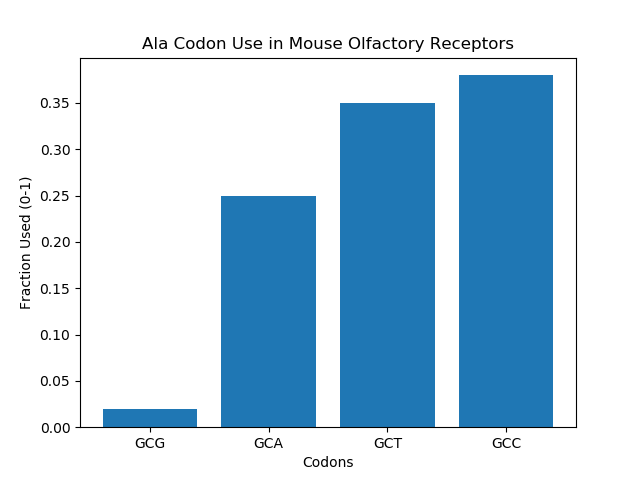 Ala Codon Use in Mouse Olfactory Receptors
Fraction Used (0-1)
0.35
0.30
0.25
0.20
0.15
0.10
0.05
0.00
GCG GCA GCT GCC
Codons